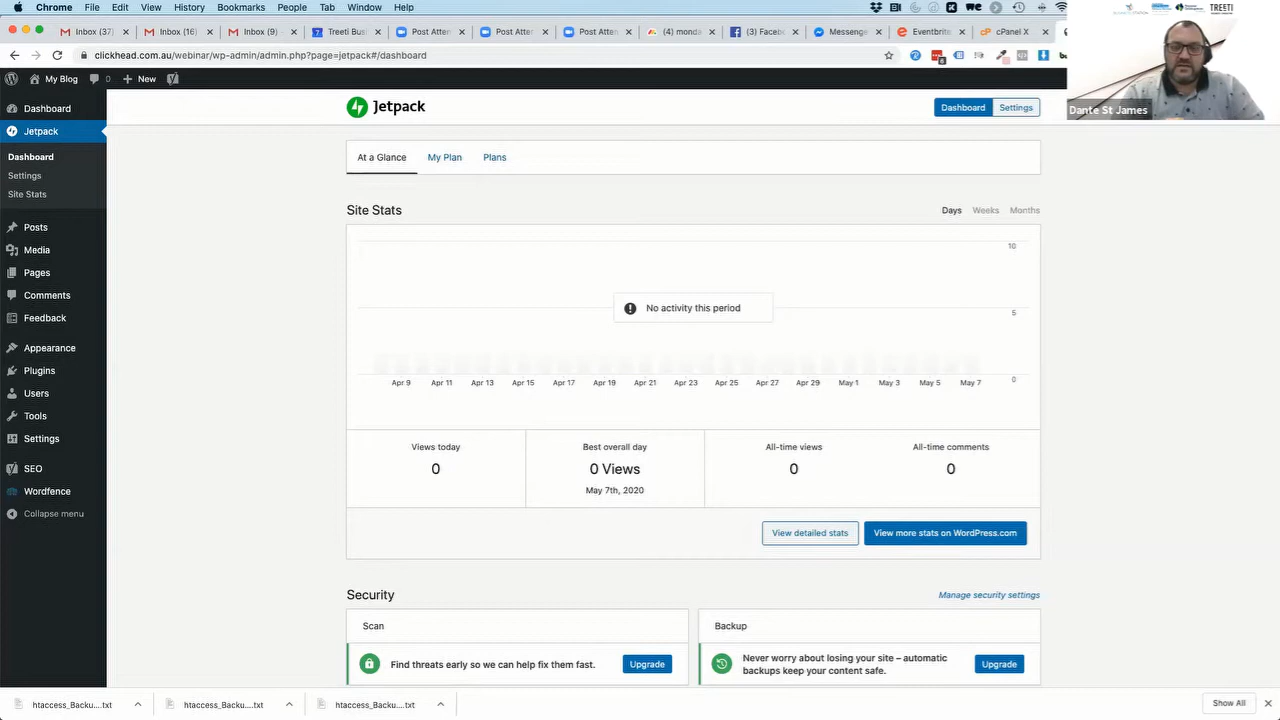 Chrome File Edit View History Bookmarks People Tab Window Help
Inbox (37) Inbox (16) Inbox (9) Treeti Bus Post Atte Post Atten Post Atten (4) monda (3) Facebo Messenge Eventbrite cPanel X
clickhead.com.au/webinar/wp-admin/admin.php?page=jetpack#/dashboard
TREETI
Dante St James
My Blog 0 New
Dashboard
Jetpack
Dashboard
Settings
Site Stats
Posts
Media
Pages
Comments
Feedback
Appearance
Plugins
Users
Tools
Settings
SEO
Wordfence
Collapse menu
Jetpack
Dashboard Settings
At a Glance My Plan Plans
Site Stats
Days Weeks Months
10
No activity this period
5
0
Apr 9 Apr 11 Apr 13 Apr 15 Apr 17 Apr 19 Apr 21 Apr 23 Apr 25 Apr 27 Apr 29 May 1 May 3 May 5 May 7
Views today
0
Best overall day
0 Views
May 7th, 2020
All-time views
0
All-time comments
0
View detailed stats View more stats on WordPress.com
Security
Manage security settings
Scan
Find threats early so we can help fix them fast.
Upgrade
Backup
Never worry about losing your site – automatic
backups keep your content safe.
Upgrade
htaccess_Backu....txt htaccess_Backu....txt htaccess_Backu....txt Show All